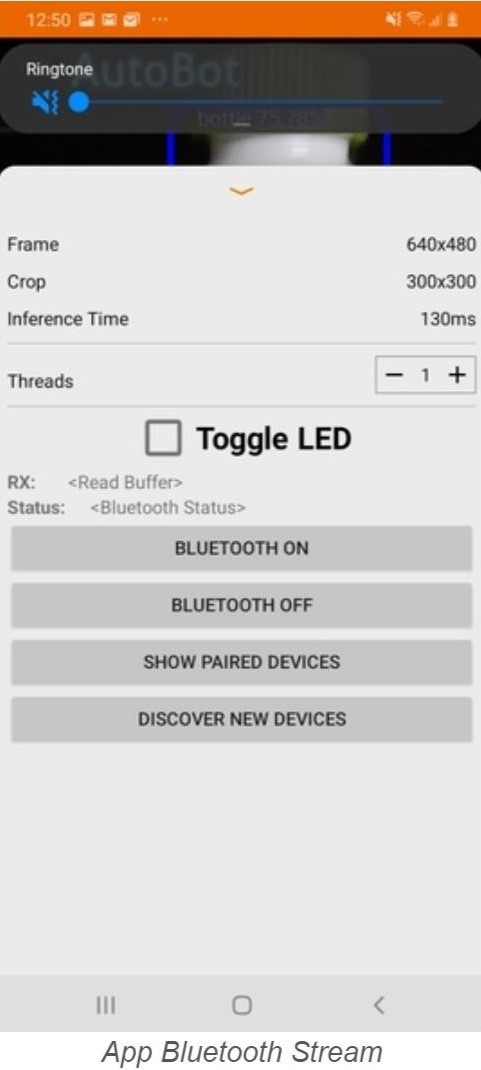 12:50
Ringtone
AutoBot
bottle 75.78%
Frame 640x480
Crop 300x300
Inference Time 130ms
Threads − 1 +
Toggle LED
RX: <Read Buffer>
Status: <Bluetooth Status>
BLUETOOTH ON
BLUETOOTH OFF
SHOW PAIRED DEVICES
DISCOVER NEW DEVICES
App Bluetooth Stream